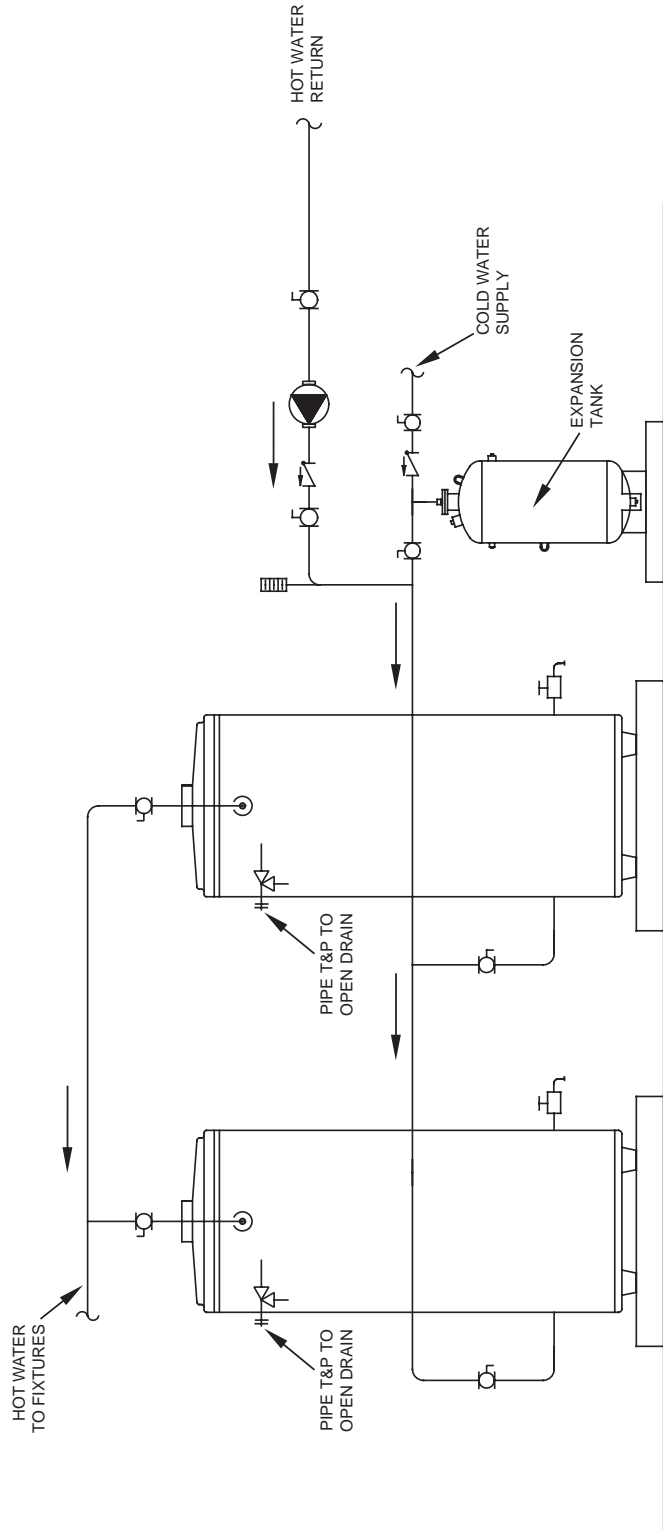 HOT WATER
TO FIXTURES
PIPE T&P TO
OPEN DRAIN
PIPE T&P TO
OPEN DRAIN
HOT WATER
RETURN
COLD WATER
SUPPLY
EXPANSION
TANK